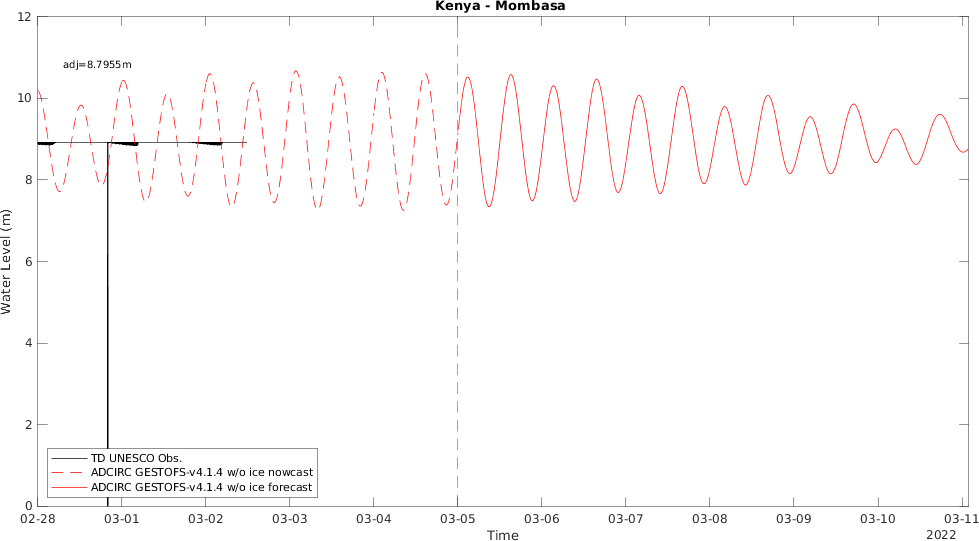 Kenya - Mombasa
12
adj=8.7955m
10
8
6
4
2
0
Water Level (m)
TD UNESCO Obs.
ADCIRC GESTOFS-v4.1.4 w/o ice nowcast
ADCIRC GESTOFS-v4.1.4 w/o ice forecast
02-28 03-01 03-02 03-03 03-04 03-05 03-06 03-07 03-08 03-09 03-10 03-11
Time
2022